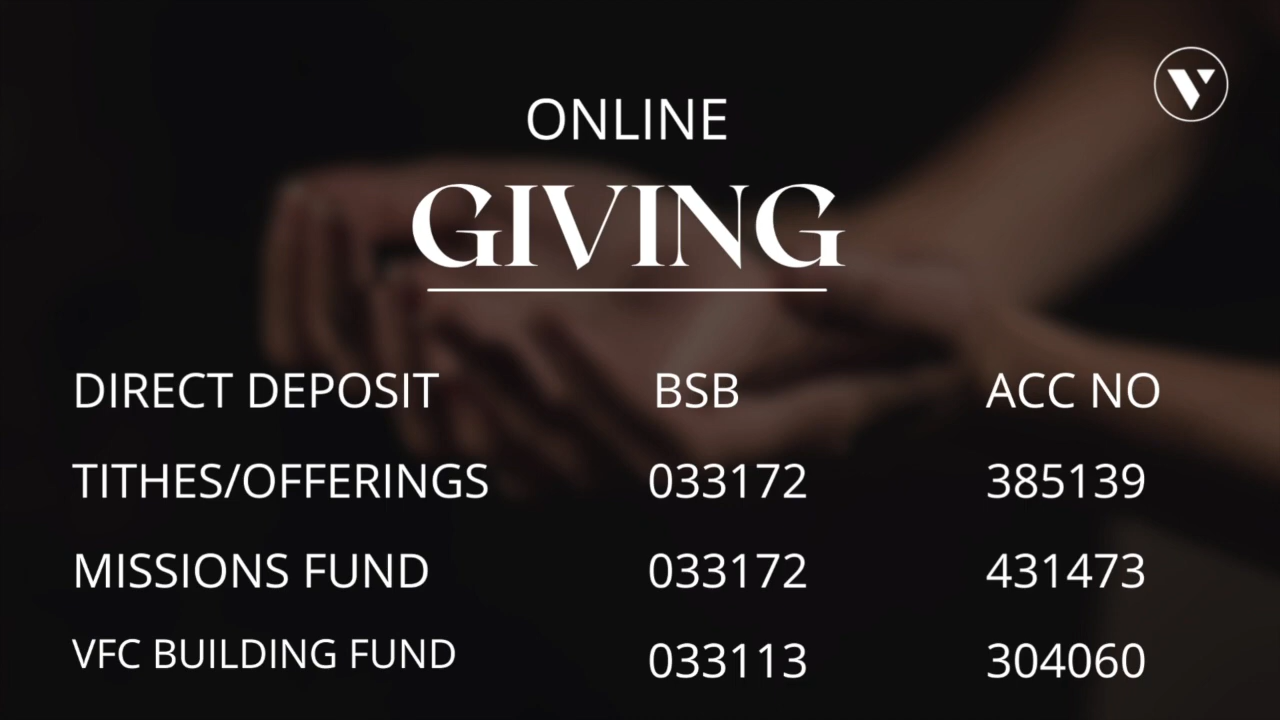 ONLINE
GIVING
DIRECT DEPOSIT BSB ACC NO
TITHES/OFFERINGS 033172 385139
MISSIONS FUND 033172 431473
VFC BUILDING FUND 033113 304060